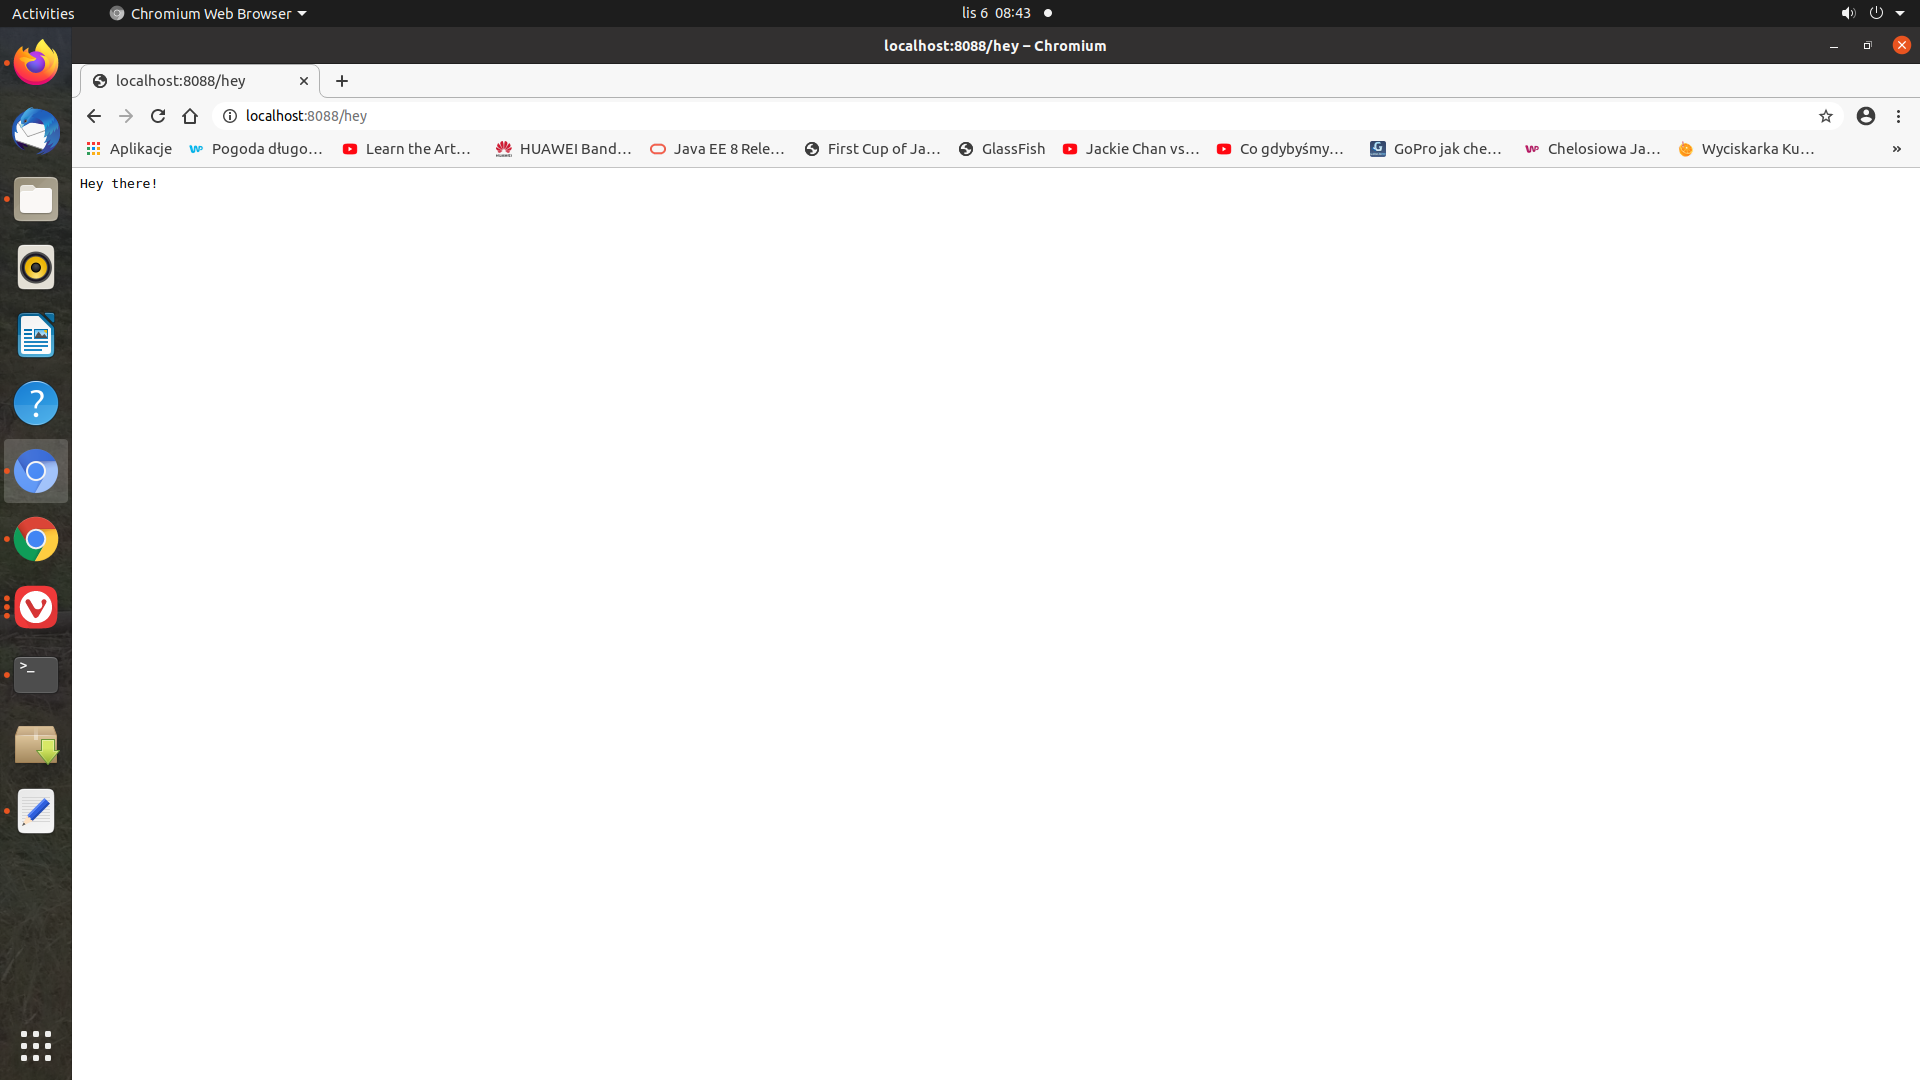 Activities
Chromium Web Browser
lis 6 08:43
localhost:8088/hey – Chromium
localhost:8088/hey
localhost:8088/hey
Aplikacje
Pogoda długo…
Learn the Art…
HUAWEI Band…
Java EE 8 Rele…
First Cup of Ja…
GlassFish
Jackie Chan vs…
Co gdybyśmy…
GoPro jak che…
Chelosiowa Ja…
Wyciskarka Ku…
»
Hey there!